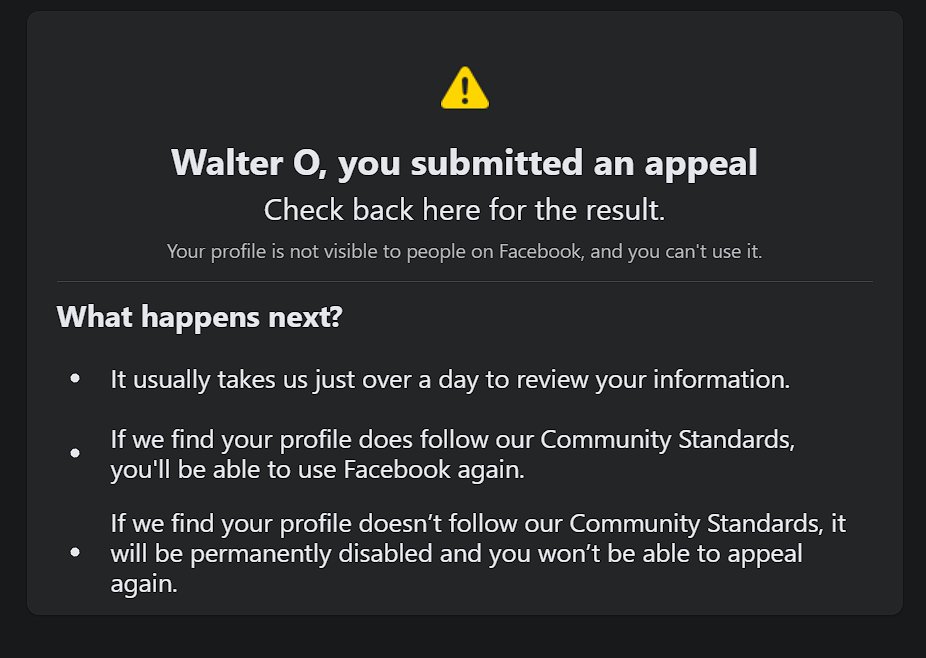 Walter O, you submitted an appeal
Check back here for the result.
Your profile is not visible to people on Facebook, and you can't use it.
What happens next?
• It usually takes us just over a day to review your information.
• If we find your profile does follow our Community Standards,
you'll be able to use Facebook again.
If we find your profile doesn’t follow our Community Standards, it
• will be permanently disabled and you won’t be able to appeal
again.